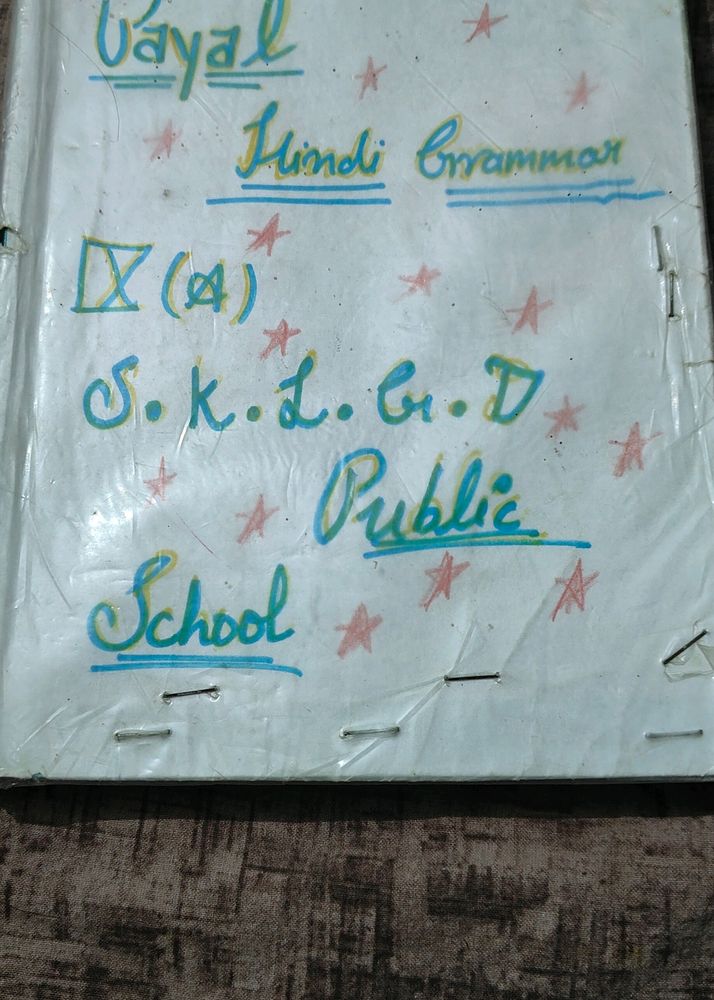 Payal
Hindi Grammar
IX (A)
S.K.L.G.D
Public
School